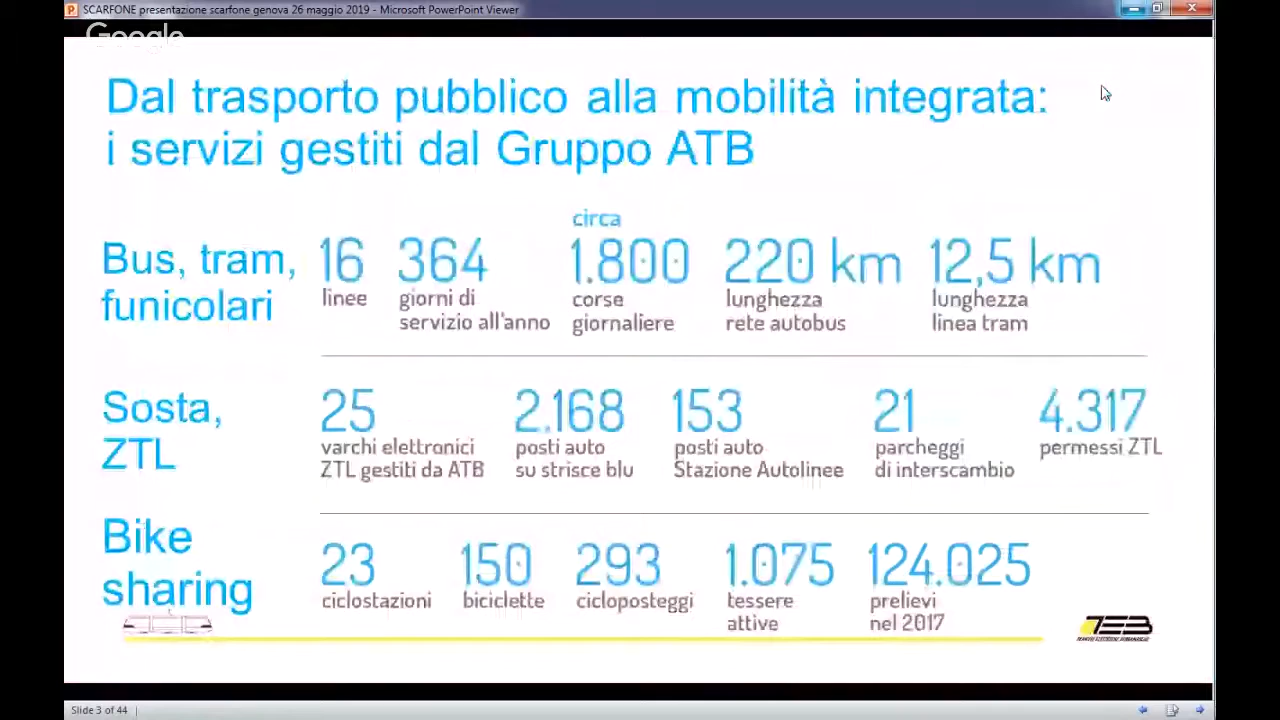 SCARFONE presentazione scarfone genova 26 maggio 2019 - Microsoft PowerPoint Viewer
Google
Dal trasporto pubblico alla mobilità integrata:
i servizi gestiti dal Gruppo ATB
Bus, tram,
funicolari
16
linee
364
giorni di
servizio all'anno
circa
1.800
corse
giornaliere
220 km
lunghezza
rete autobus
12,5 km
lunghezza
linea tram
Sosta,
ZTL
25
varchi elettronici
ZTL gestiti da ATB
2.168
posti auto
su strisce blu
153
posti auto
Stazione Autolinee
21
parcheggi
di interscambio
4.317
permessi ZTL
Bike
sharing
23
ciclostazioni
150
biciclette
293
cicloposteggi
1.075
tessere
attive
124.025
prelievi
nel 2017
TEB
Slide 3 of 44